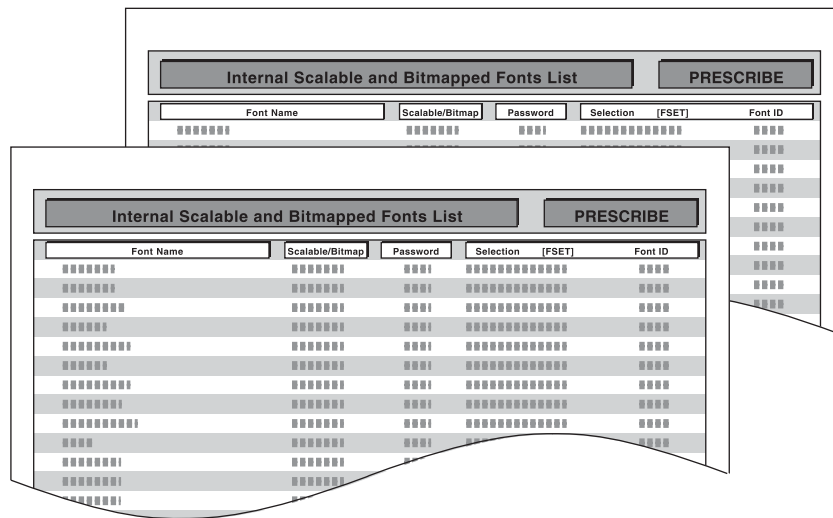 Internal Scalable and Bitmapped Fonts List PRESCRIBE
Font Name Scalable/Bitmap Password Selection [FSET] Font ID
Internal Scalable and Bitmapped Fonts List PRESCRIBE
Font Name Scalable/Bitmap Password Selection [FSET] Font ID